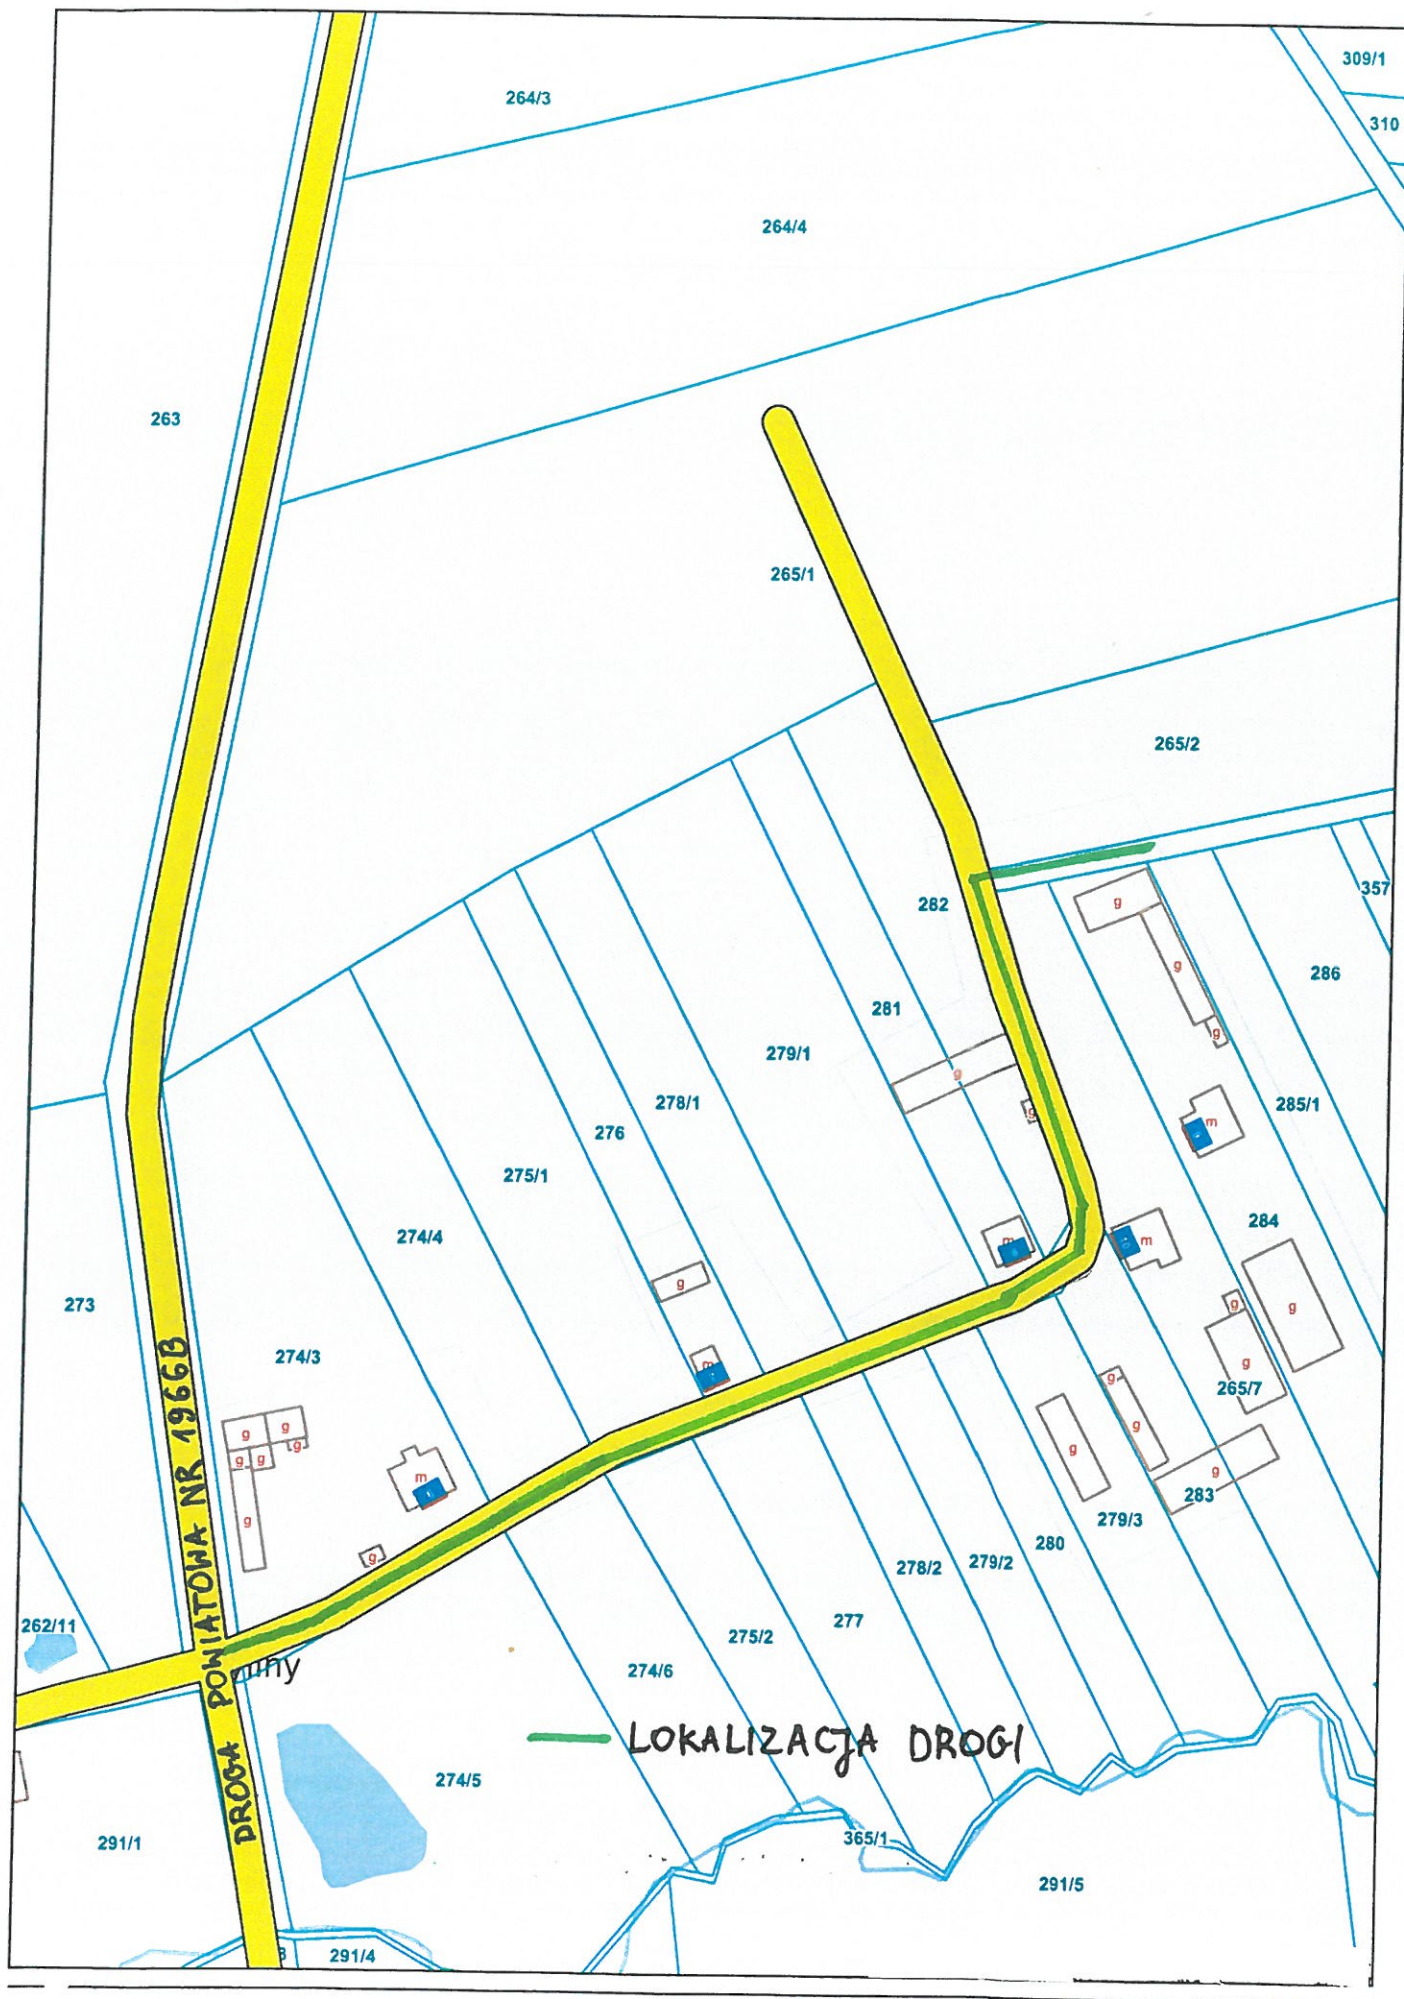 309/1
264/3
310
264/4
263
265/1
265/2
357
282
286
281
279/1
278/1
285/1
276
275/1
274/4
284
273
274/3
265/7
283
279/3
280
279/2
278/2
277
275/2
274/6
262/11
DROGA POWIATOWA NR 1966B
LOKALIZACJA DROGI
274/5
365/1
291/1
291/5
291/4
g
g
g
g
g
m
m
m
g
m
g
g
g
g
g
g
g
g
g
g
g
g
g
m
g